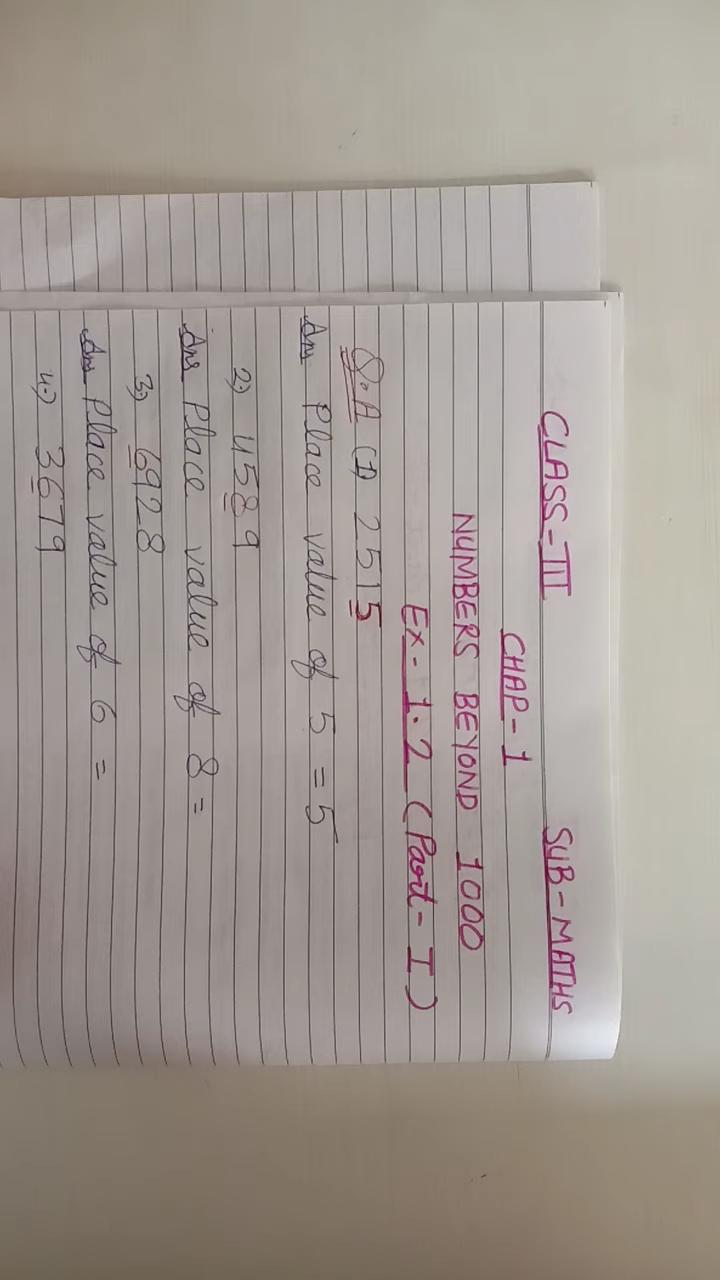 CLASS-III SUB-MATHS
CHAP-1
NUMBERS BEYOND 1000
EX-1.2 (Part-I)
Q.A (1) 2515
Ans Place value of 5 = 5
2) 4589
Ans Place value of 8 =
3) 6928
Ans Place value of 6 =
4) 3679